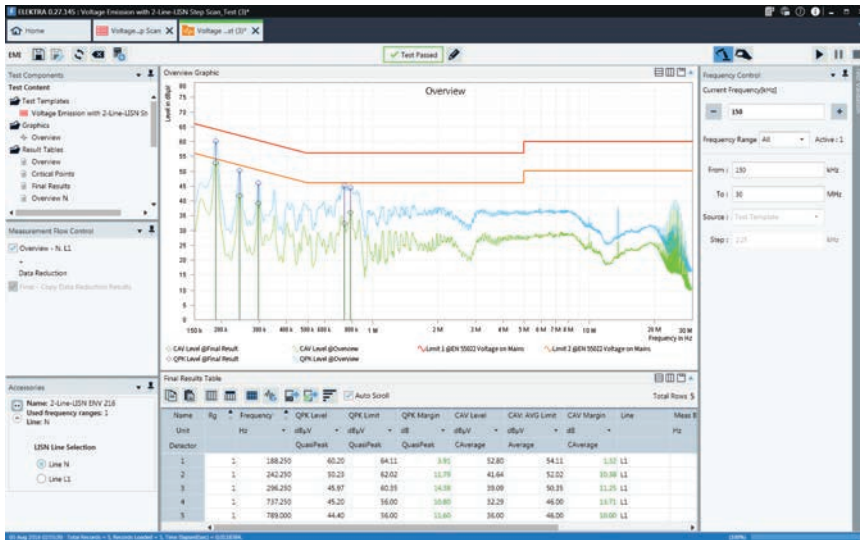 ELEKTRA 0.27.345 : Voltage Emission with 2-Line-LISN Step Scan_Test (3)*
Home
Voltage...p Scan
Voltage ...st (3)*
EMI
Test Passed
Test Components
Test Content
Test Templates
Voltage Emission with 2-Line-LISN St
Graphics
Overview
Result Tables
Overview
Critical Points
Final Results
Overview N
Measurement Flow Control
Overview - N, L1
Data Reduction
Final - Copy Data Reduction Results
Accessories
Name: 2-Line-LISN ENV 216
Used frequency ranges: 1
Line: N
LISN Line Selection
Line N
Line L1
Overview Graphic
Overview
Level in dBµV
80
75
70
65
60
55
50
45
40
35
30
25
20
15
10
5
0
150 k 200 k 300 k 400 k 500 k 600 k 800 k 1 M 2 M 3 M 4 M 5 M 6 M 7 M 8 M 10 M 20 M 30 M
Frequency in Hz
CAV Level @Final Result
CAV Level @Overview
Limit 1 @EN 55022 Voltage on Mains
Limit 2 @EN 55022 Voltage on Mains
QPK Level @Final Result
QPK Level @Overview
Final Results Table
Auto Scroll
Total Rows 5
Name Rg Frequency QPK Level QPK Limit QPK Margin CAV Level CAV: AVG Limit CAV Margin Line Meas B
Unit Hz dBµV dBµV dB dBµV dBµV dB Hz
Detector QuasiPeak QuasiPeak QuasiPeak CAverage Average CAverage
1 1 188.250 60.20 64.11 3.91 52.80 54.11 1.32 L1
2 1 242.250 50.23 62.02 11.79 41.64 52.02 10.38 L1
3 1 296.250 45.97 60.35 14.38 39.09 50.35 11.25 L1
4 1 737.250 45.20 56.00 10.80 32.29 46.00 13.71 L1
5 1 789.000 44.40 56.00 11.60 36.00 46.00 10.00 L1
Frequency Control
Current Frequency[kHz]
150
Frequency Range All Active : 1
From : 150 kHz
To : 30 MHz
Source : Test Template
Step : 2.25 kHz
100%